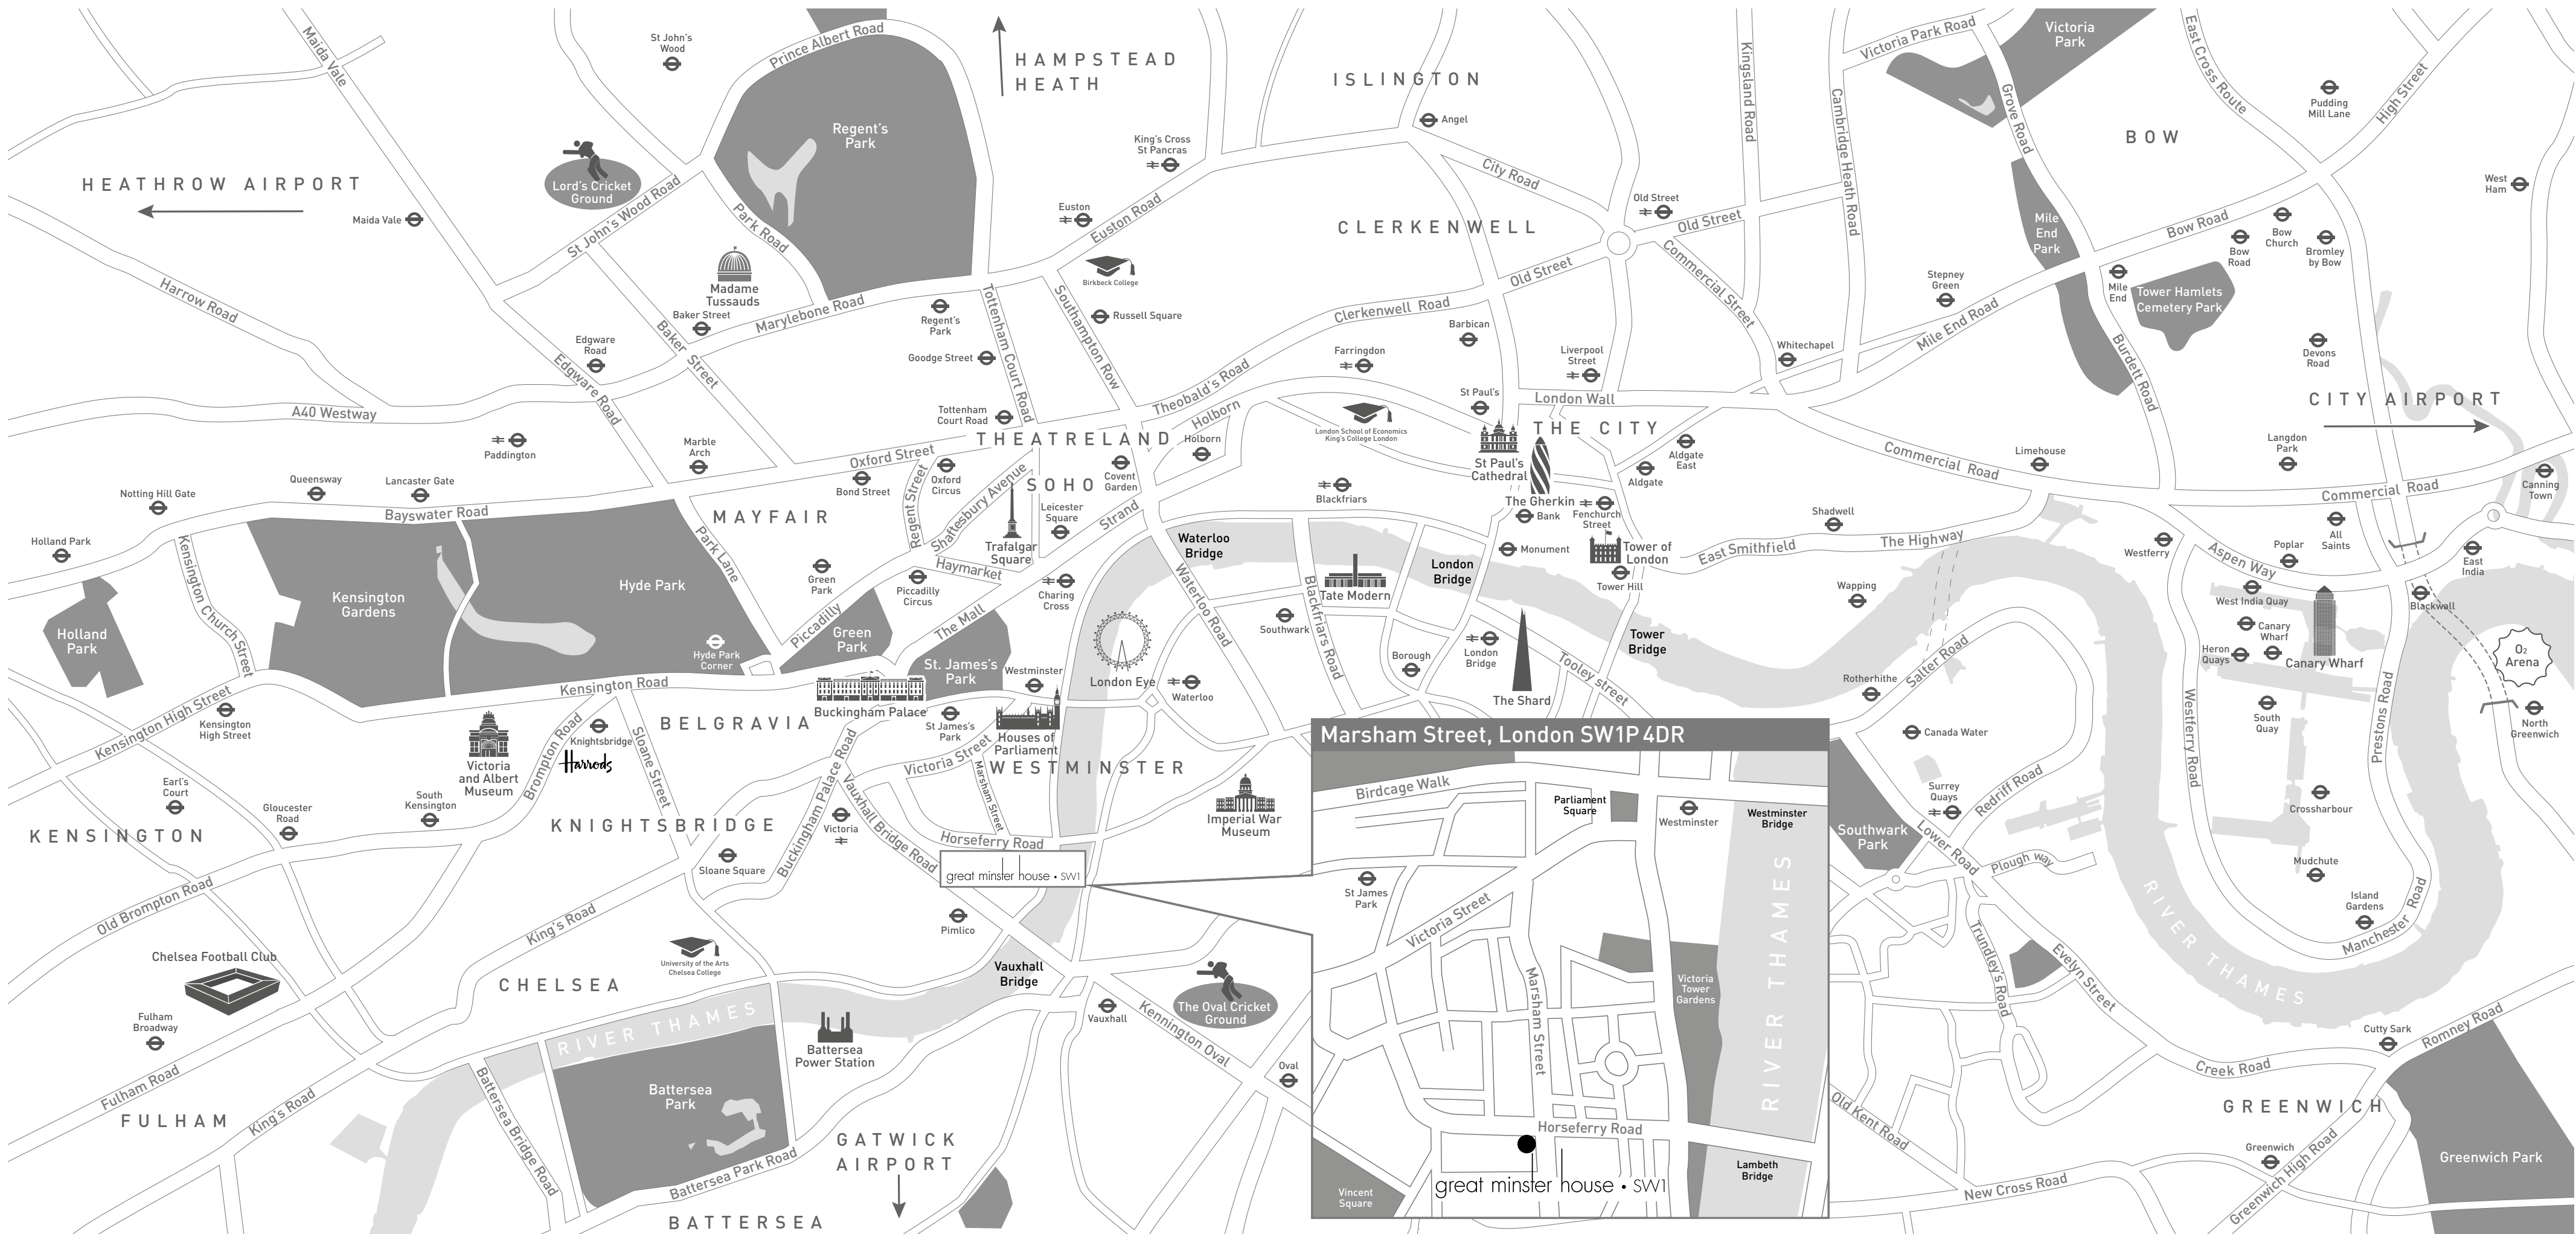 Maida Vale
St John's
Wood
Prince Albert Road
HAMPSTEAD
HEATH
ISLINGTON
Kingsland Road
Victoria Park Road
Victoria
Park
East Cross Route
High Street
Pudding
Mill Lane
Cambridge Heath Road
Grove Road
BOW
Angel
Regent's
Park
King's Cross
St Pancras
City Road
HEATHROW AIRPORT
Lord's Cricket
Ground
West
Ham
Maida Vale
St John's Wood Road
Park Road
Euston
Euston Road
CLERKENWELL
Old Street
Old Street
Mile
End
Park
Bow Road
Bow
Church
Bow
Road
Bromley
by Bow
Commercial Street
Old Street
Birkbeck College
Madame
Tussauds
Harrow Road
Stepney
Green
Mile
End
Tower Hamlets
Cemetery Park
Baker Street
Marylebone Road
Regent's
Park
Tottenham Court Road
Southampton Row
Russell Square
Clerkenwell Road
Barbican
Mile End Road
Edgware
Road
Baker Street
Goodge Street
Farringdon
Liverpool
Street
Whitechapel
Burdett Road
Devons
Road
Edgware Road
A40 Westway
Theobald's Road
St Paul's
London Wall
CITY AIRPORT
Tottenham
Court Road
Holborn
London School of Economics
King's College London
THE CITY
THEATRELAND
Holborn
Paddington
Marble
Arch
Oxford Street
Aldgate
East
Commercial Road
Limehouse
Langdon
Park
Queensway
Lancaster Gate
Notting Hill Gate
Bond Street
Oxford
Circus
SOHO
Covent
Garden
St Paul's
Cathedral
Aldgate
Canning
Town
Commercial Road
Bayswater Road
MAYFAIR
Regent Street
Shaftesbury Avenue
Leicester
Square
Strand
Blackfriars
The Gherkin
Bank
Fenchurch
Street
Shadwell
Holland Park
Kensington Church Street
Park Lane
Trafalgar
Square
Waterloo
Bridge
Monument
Tower of
London
East Smithfield
The Highway
Westferry
Aspen Way
Poplar
All
Saints
East
India
Green
Park
Piccadilly
Circus
Haymarket
Charing
Cross
Waterloo Road
Blackfriars Road
Tate Modern
London
Bridge
Tower Hill
Wapping
West India Quay
Blackwall
Kensington
Gardens
Hyde Park
Holland
Park
Hyde Park
Corner
Piccadilly
Green
Park
The Mall
Southwark
Tower
Bridge
Canary
Wharf
Heron
Quays
Canary Wharf
O2
Arena
St. James's
Park
Westminster
London Eye
Waterloo
Borough
London
Bridge
The Shard
Tooley street
Rotherhithe
Salter Road
Kensington Road
Kensington High Street
Kensington
High Street
Buckingham Palace
St James's
Park
Houses of
Parliament
BELGRAVIA
Canada Water
South
Quay
Westferry Road
Prestons Road
North
Greenwich
Victoria
and Albert
Museum
Brompton Road
Knightsbridge
Harrods
Sloane Street
Buckingham Palace Road
Victoria Street
Marsham Street
WESTMINSTER
Marsham Street, London SW1P 4DR
Birdcage Walk
Parliament
Square
Westminster
Westminster
Bridge
Earl's
Court
Gloucester
Road
South
Kensington
Imperial War
Museum
Surrey
Quays
Redriff Road
Crossharbour
KENSINGTON
KNIGHTSBRIDGE
Victoria
Vauxhall Bridge Road
Horseferry Road
Southwark
Park
Lower Road
Plough Way
Mudchute
Sloane Square
great minster house • SW1
St James
Park
Victoria Street
RIVER THAMES
Old Brompton Road
King's Road
Pimlico
Island
Gardens
Manchester Road
RIVER THAMES
Chelsea Football Club
University of the Arts
Chelsea College
Vauxhall
Bridge
Marsham Street
Victoria
Tower
Gardens
Trundley's Road
Evelyn Street
CHELSEA
The Oval Cricket
Ground
Fulham
Broadway
RIVER THAMES
Battersea
Power Station
Vauxhall
Kennington Oval
Oval
Cutty Sark
Romney Road
Creek Road
Fulham Road
King's Road
FULHAM
Battersea Bridge Road
Battersea
Park
Battersea Park Road
GATWICK
AIRPORT
BATTERSEA
Horseferry Road
Lambeth
Bridge
great minster house • SW1
Vincent
Square
Old Kent Road
New Cross Road
GREENWICH
Greenwich
Greenwich High Road
Greenwich Park